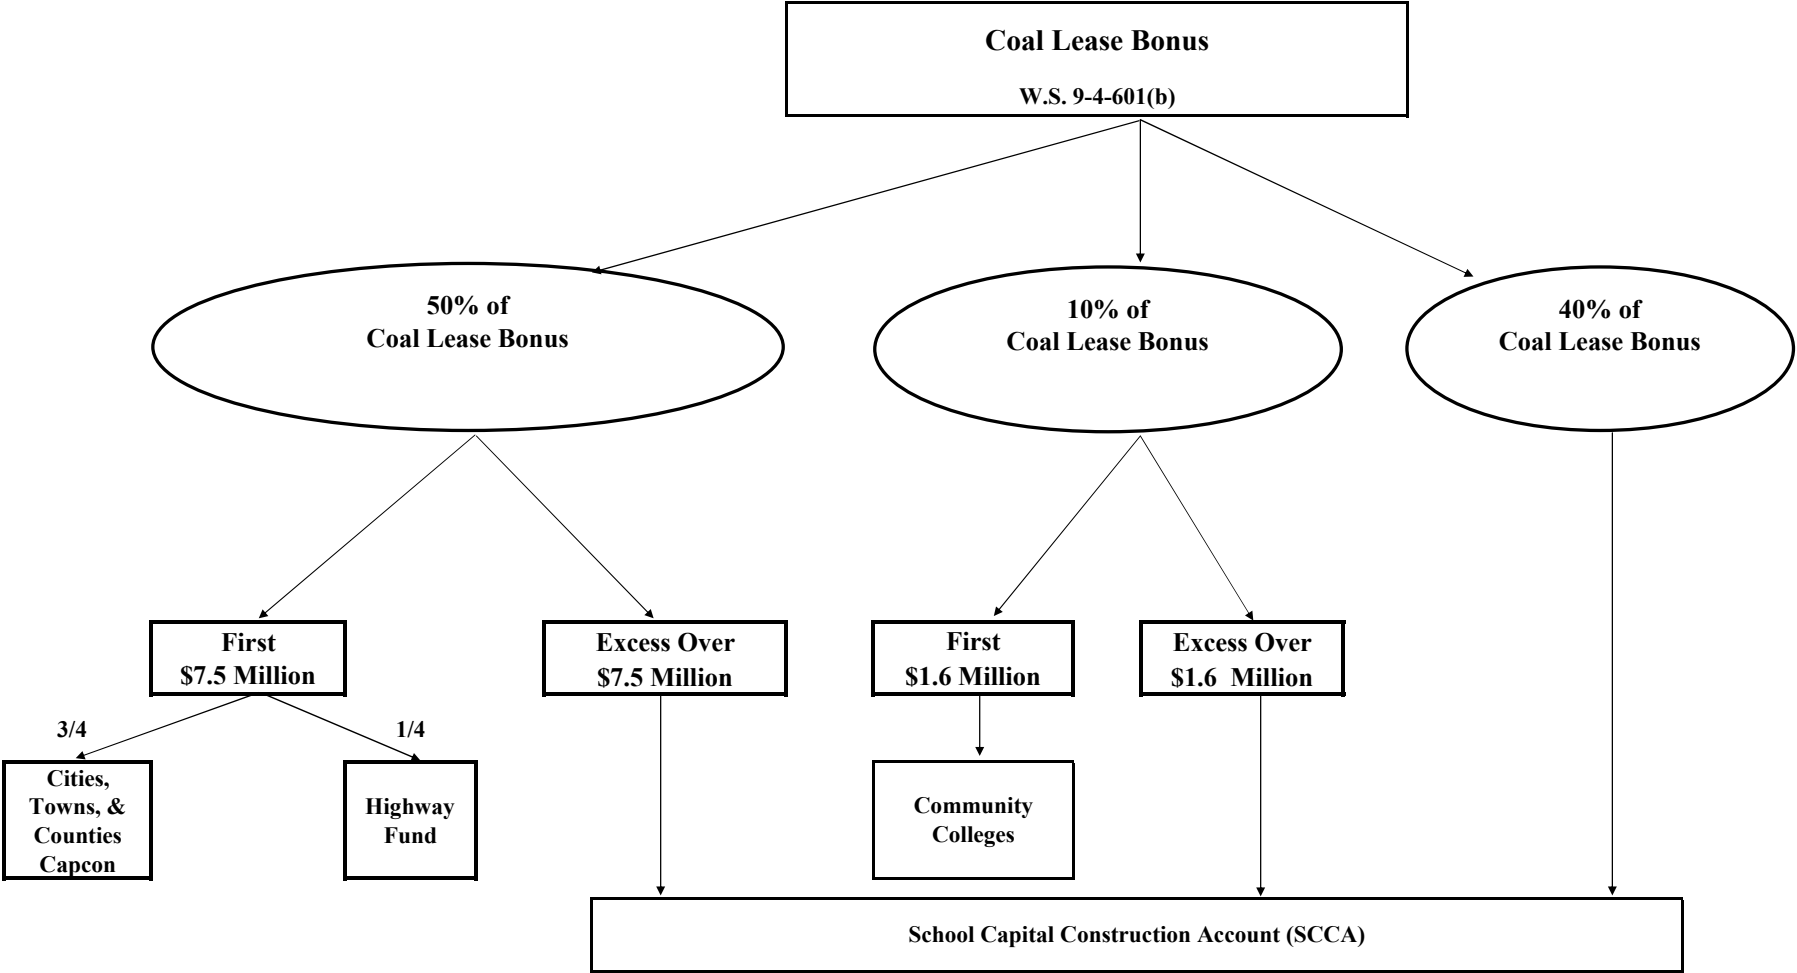 Coal Lease Bonus
W.S. 9-4-601(b)
50% of
Coal Lease Bonus
10% of
Coal Lease Bonus
40% of
Coal Lease Bonus
First
$7.5 Million
Excess Over
$7.5 Million
First
$1.6 Million
Excess Over
$1.6 Million
3/4
1/4
Cities,
Towns, &
Counties
Capcon
Highway
Fund
Community
Colleges
School Capital Construction Account (SCCA)